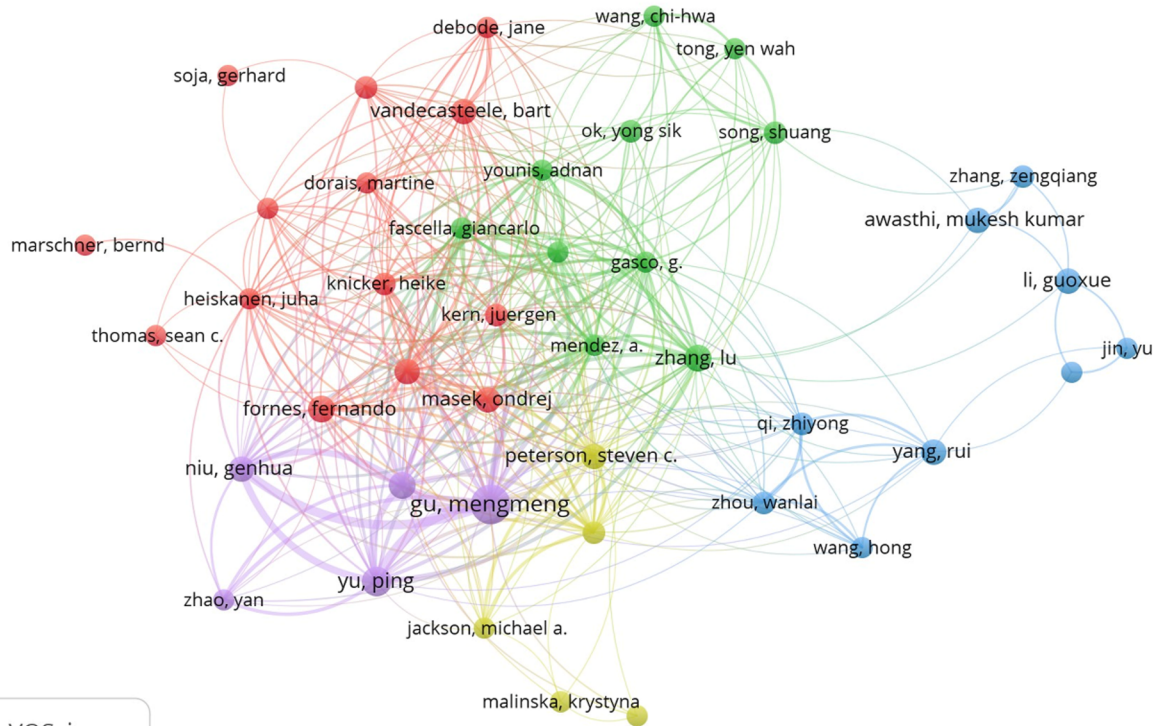 wang, chi-hwa
debode, jane
tong, yen wah
soja, gerhard
vandecasteele, bart
ok, yong sik
song, shuang
younis, adnan
zhang, zengqiang
dorais, martine
awasthi, mukesh kumar
fascella, giancarlo
marschner, bernd
gasco, g.
li, guoxue
knicker, heike
heiskanen, juha
kern, juergen
thomas, sean c.
mendez, a.
jin, yu
zhang, lu
masek, ondrej
fornes, fernando
qi, zhiyong
yang, rui
peterson, steven c.
niu, genhua
gu, mengmeng
zhou, wanlai
wang, hong
yu, ping
zhao, yan
jackson, michael a.
malinska, krystyna